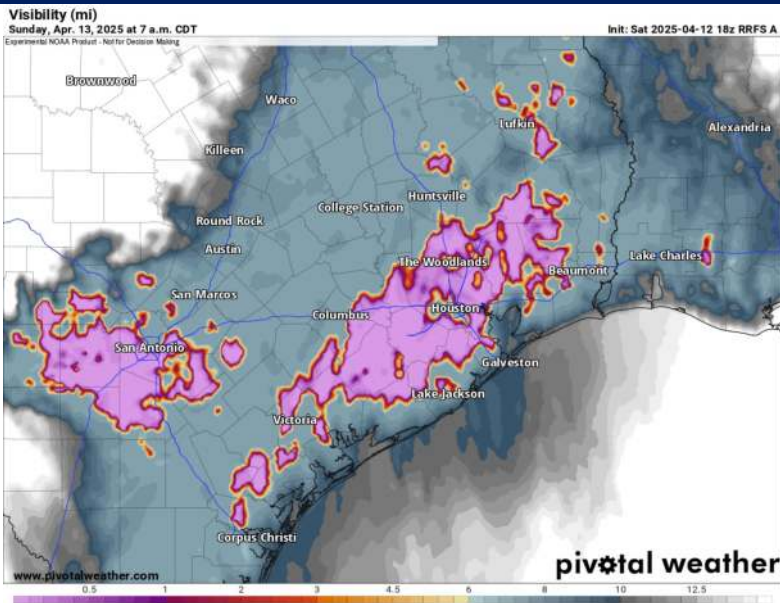 Visibility (mi)
Sunday, Apr. 13, 2025 at 7 a.m. CDT
Init: Sat 2025-04-12 18z RRFS A
Experimental NOAA Product - Not for Decision Making
Brownwood
Waco
Lufkin
Alexandria
Killeen
Huntsville
College Station
Round Rock
Austin
The Woodlands
Lake Charles
Beaumont
San Marcos
Columbus
Houston
San Antonio
Galveston
Lake Jackson
Victoria
Corpus Christi
www.pivotalweather.com
pivotal weather
0.5 1 2 3 4.5 6 8 10 12.5